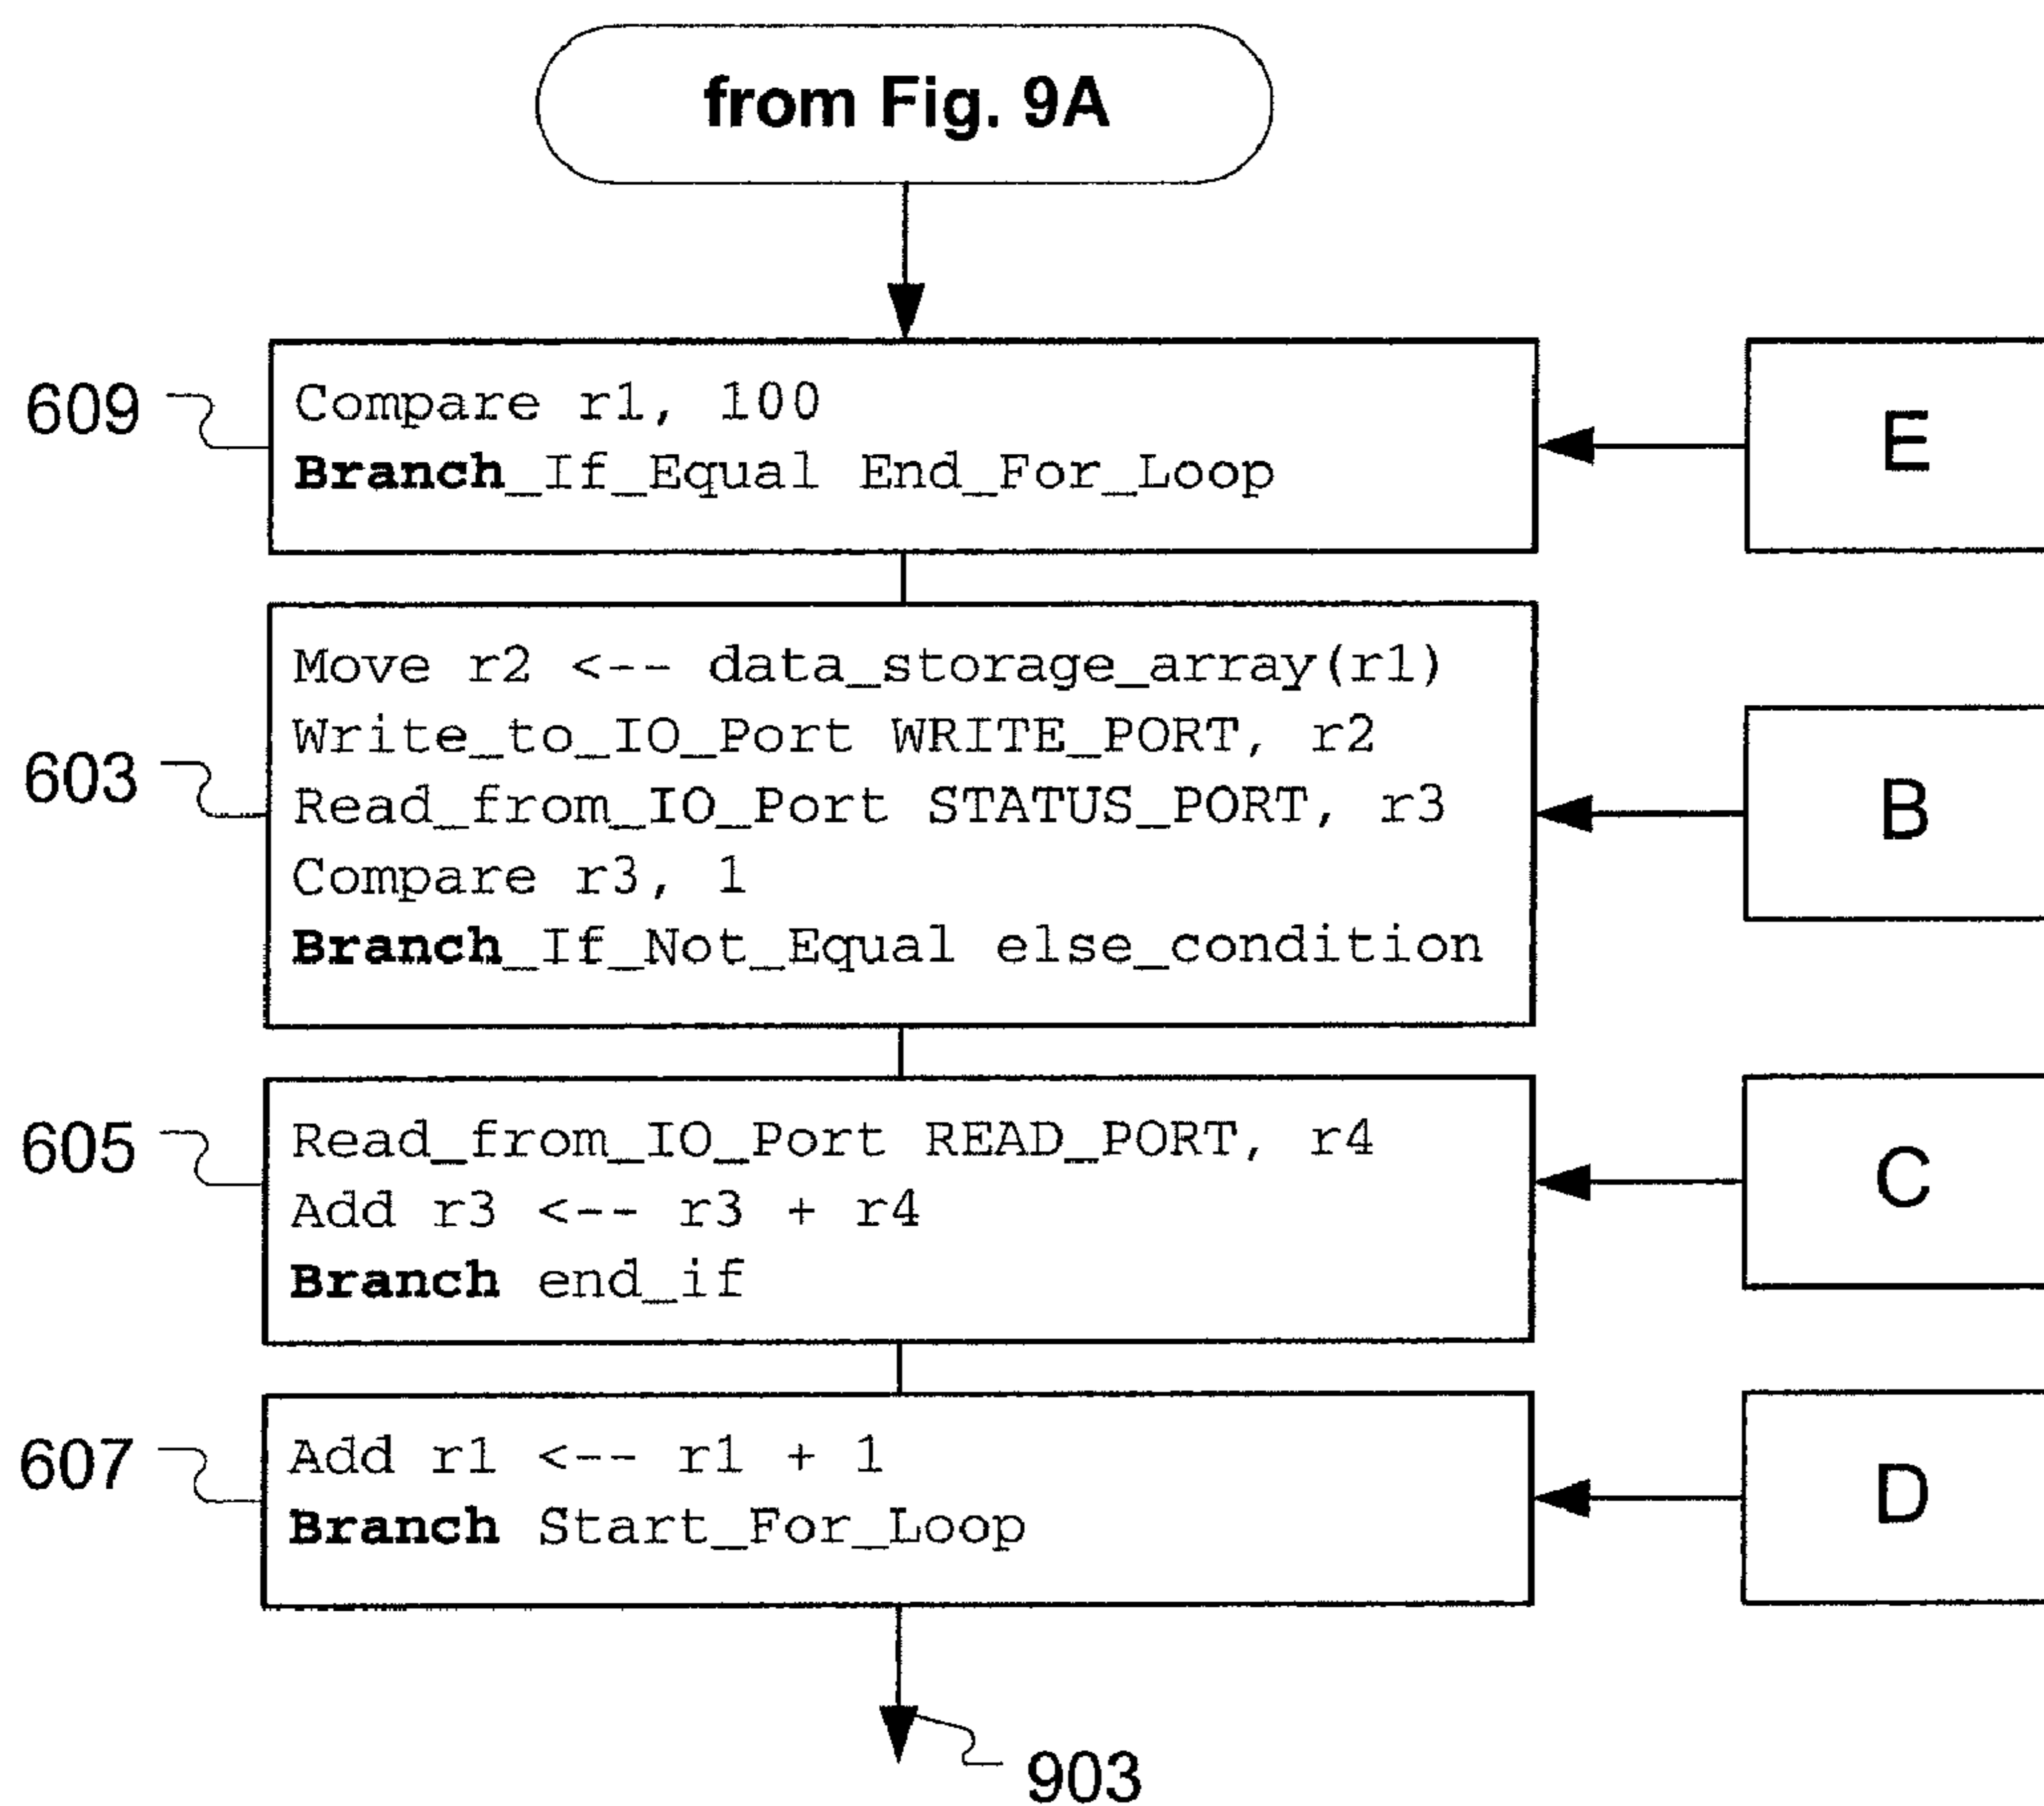 from Fig. 9A
609
Compare r1, 100
Branch_If_Equal End_For_Loop
E
603
Move r2 <-- data_storage_array(r1)
Write_to_IO_Port WRITE_PORT, r2
Read_from_IO_Port STATUS_PORT, r3
Compare r3, 1
Branch_If_Not_Equal else_condition
B
605
Read_from_IO_Port READ_PORT, r4
Add r3 <-- r3 + r4
Branch end_if
C
607
Add r1 <-- r1 + 1
Branch Start_For_Loop
D
903